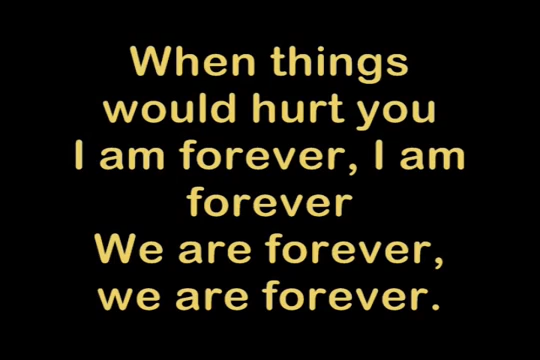 When things
would hurt you
I am forever, I am
forever
We are forever,
we are forever.